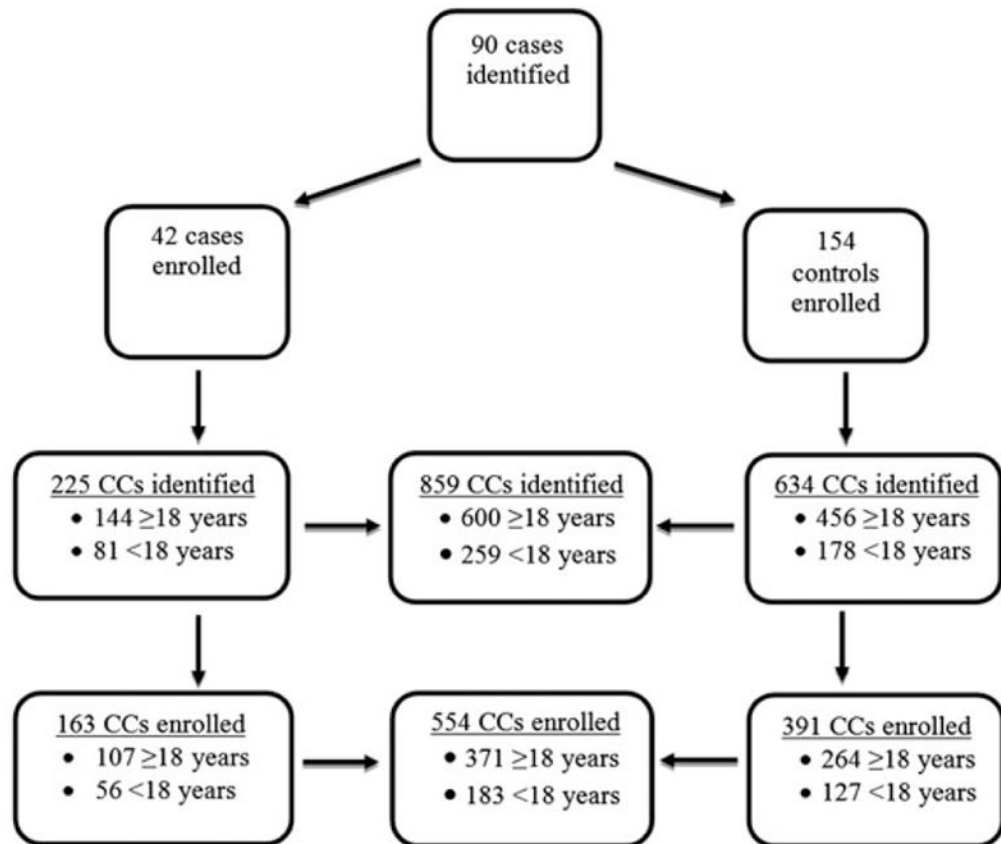 90 cases
identified
42 cases
enrolled
154
controls
enrolled
225 CCs identified
• 144 ≥18 years
• 81 <18 years
859 CCs identified
• 600 ≥18 years
• 259 <18 years
634 CCs identified
• 456 ≥18 years
• 178 <18 years
163 CCs enrolled
• 107 ≥18 years
• 56 <18 years
554 CCs enrolled
• 371 ≥18 years
• 183 <18 years
391 CCs enrolled
• 264 ≥18 years
• 127 <18 years